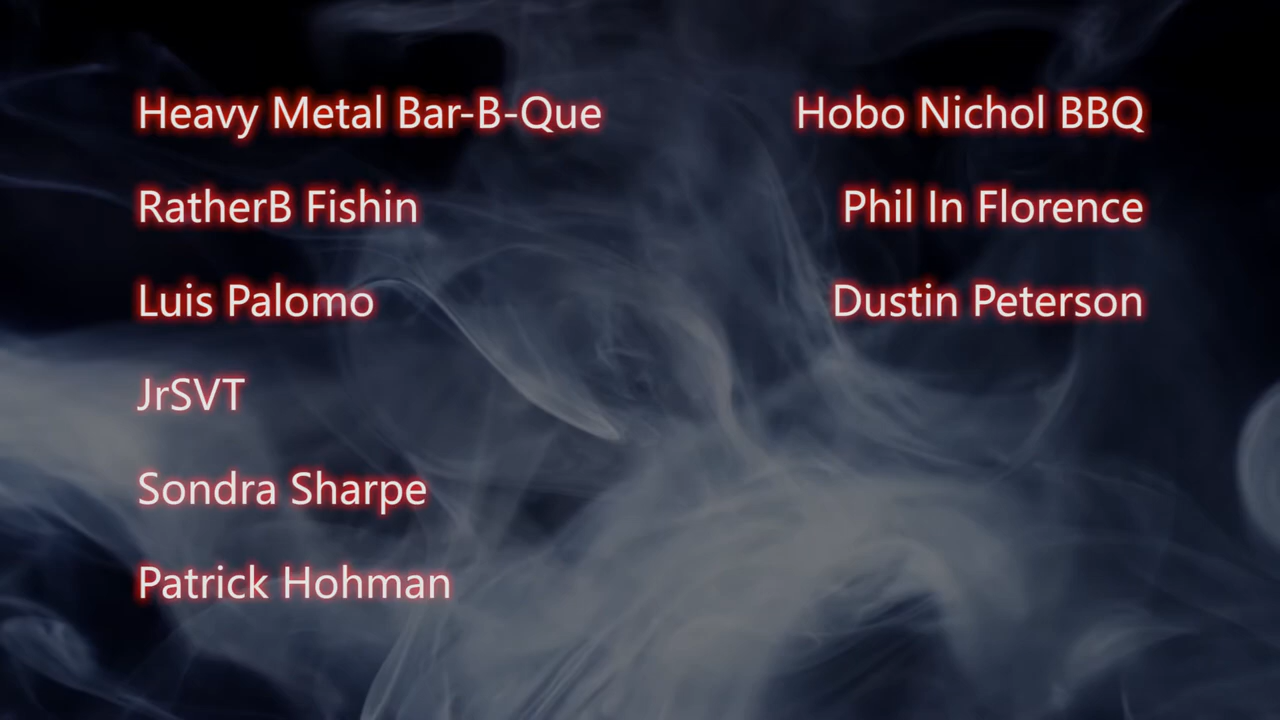 Heavy Metal Bar-B-Que
RatherB Fishin
Luis Palomo
JrSVT
Sondra Sharpe
Patrick Hohman
Hobo Nichol BBQ
Phil In Florence
Dustin Peterson